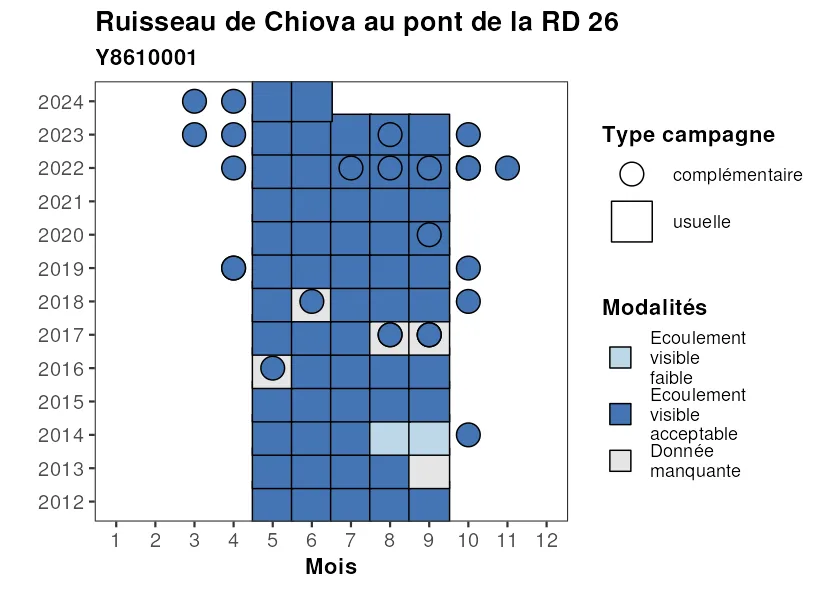 Ruisseau de Chiova au pont de la RD 26
Y8610001
2024
2023
2022
2021
2020
2019
2018
2017
2016
2015
2014
2013
2012
1 2 3 4 5 6 7 8 9 10 11 12
Mois
Type campagne
complémentaire
usuelle
Modalités
Ecoulement
visible
faible
Ecoulement
visible
acceptable
Donnée
manquante